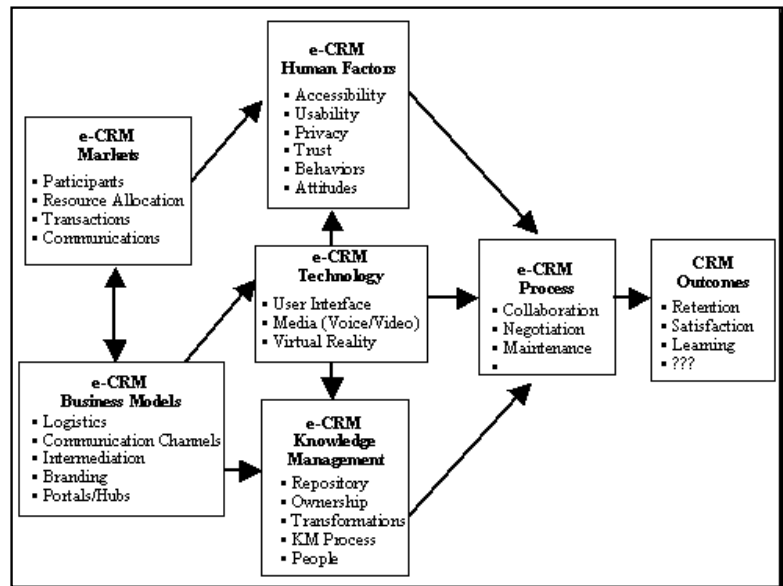 e-CRM
Human Factors
▪ Accessibility
▪ Usability
▪ Privacy
▪ Trust
▪ Behaviors
▪ Attitudes
e-CRM
Markets
▪ Participants
▪ Resource Allocation
▪ Transactions
▪ Communications
e-CRM
Technology
▪ User Interface
▪ Media (Voice/Video)
▪ Virtual Reality
e-CRM
Process
▪ Collaboration
▪ Negotiation
▪ Maintenance
▪
CRM
Outcomes
▪ Retention
▪ Satisfaction
▪ Learning
▪ ???
e-CRM
Business Models
▪ Logistics
▪ Communication Channels
▪ Intermediation
▪ Branding
▪ Portals/Hubs
e-CRM
Knowledge
Management
▪ Repository
▪ Ownership
▪ Transformations
▪ KM Process
▪ People